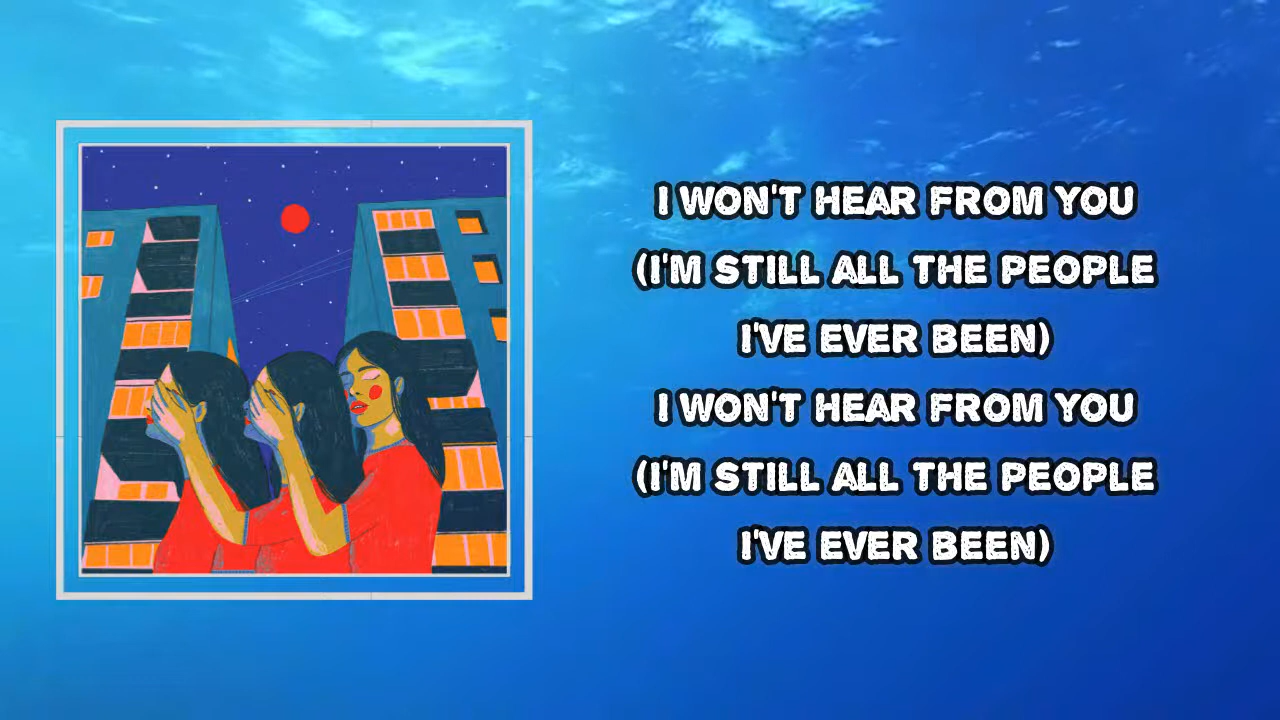 I WON'T HEAR FROM YOU
(I'M STILL ALL THE PEOPLE
I'VE EVER BEEN)
I WON'T HEAR FROM YOU
(I'M STILL ALL THE PEOPLE
I'VE EVER BEEN)